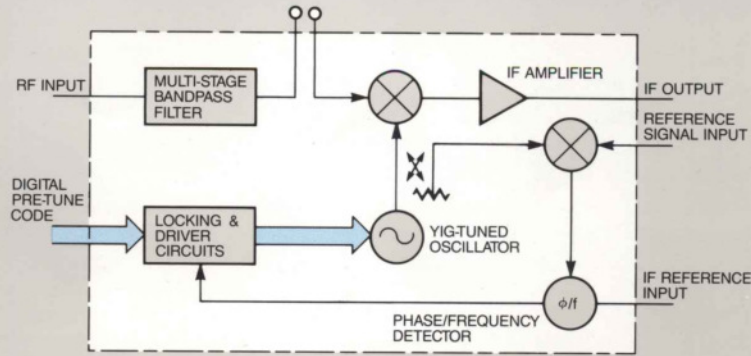 RF INPUT
MULTI-STAGE
BANDPASS
FILTER
IF AMPLIFIER
IF OUTPUT
REFERENCE
SIGNAL INPUT
DIGITAL
PRE-TUNE
CODE
LOCKING &
DRIVER
CIRCUITS
YIG-TUNED
OSCILLATOR
IF REFERENCE
INPUT
φ/f
PHASE/FREQUENCY
DETECTOR